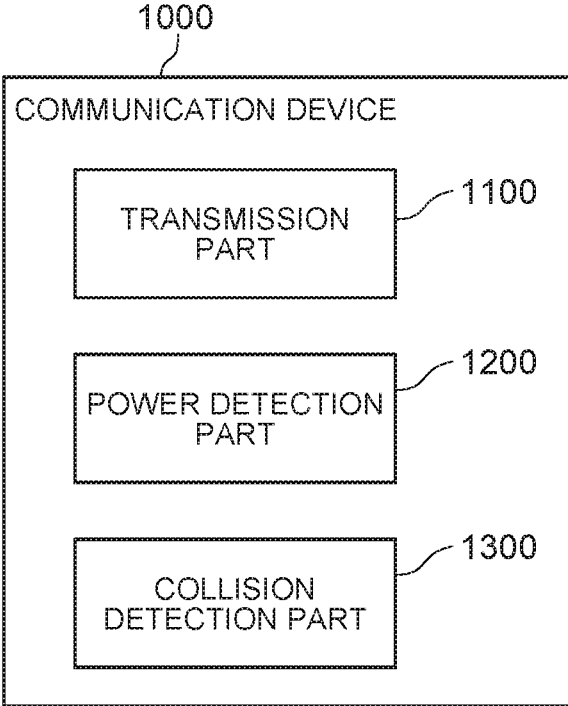 1000
COMMUNICATION DEVICE
TRANSMISSION
PART
1100
POWER DETECTION
PART
1200
COLLISION
DETECTION PART
1300